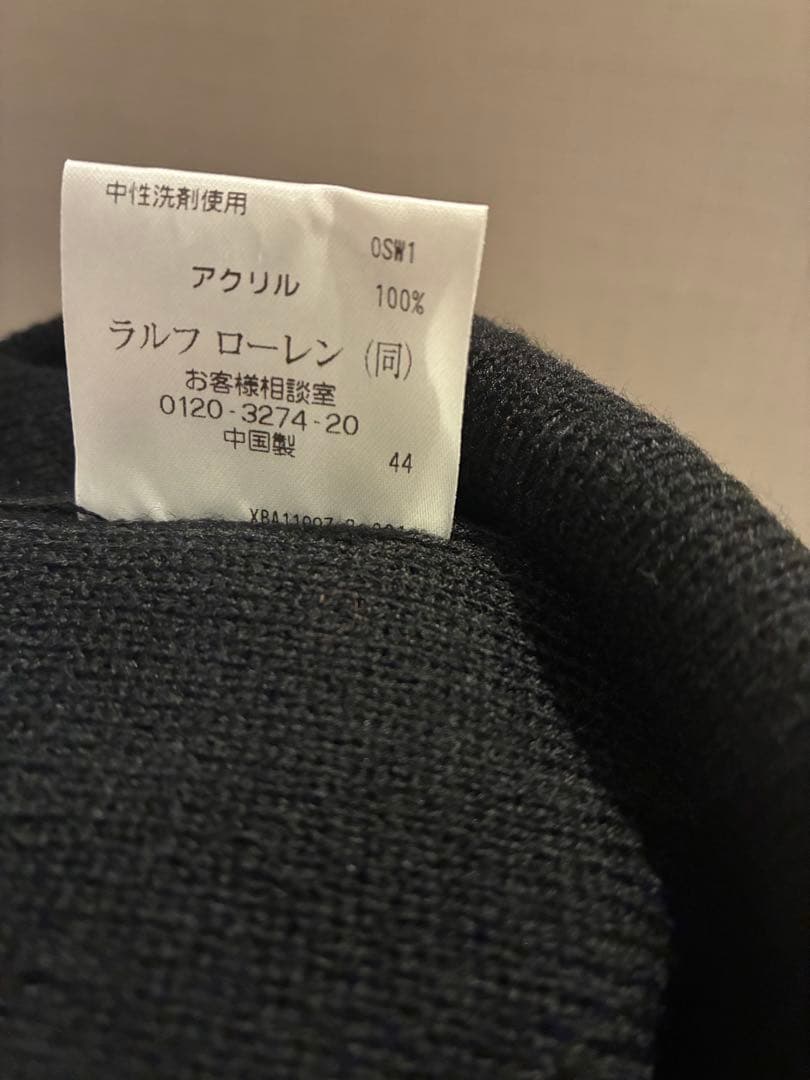 中性洗剤使用
OSW1
アクリル 100%
ラルフ ローレン (同)
お客様相談室
0120-3274-20
中国製
44